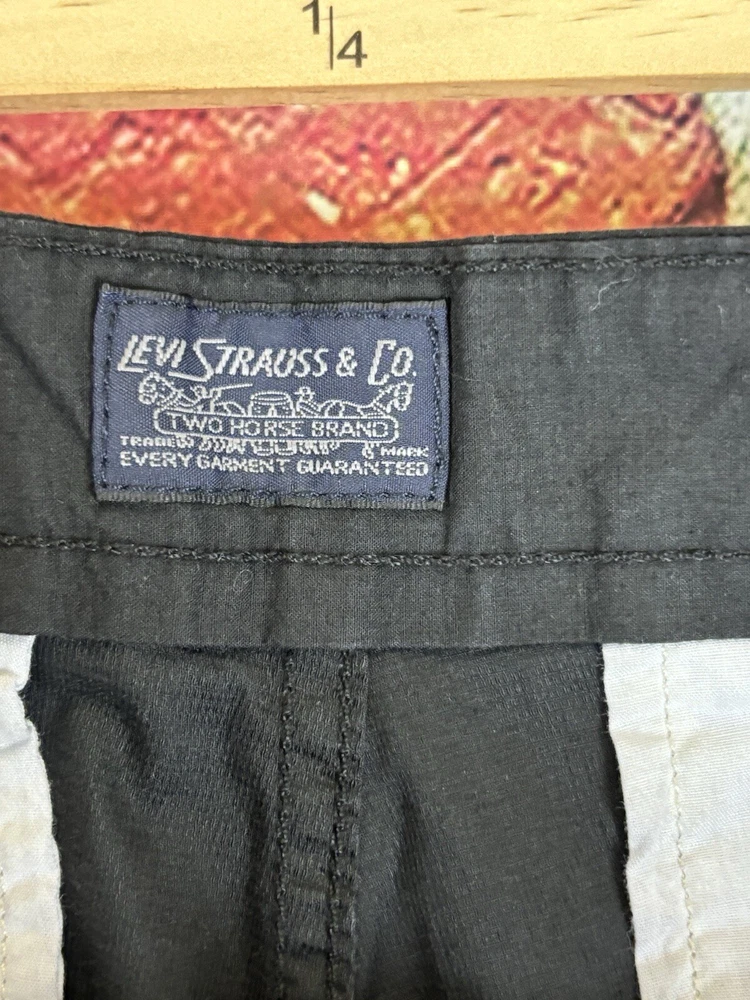 1/4
LEVI STRAUSS & CO.
TWO HORSE BRAND
TRADE MARK
EVERY GARMENT GUARANTEED